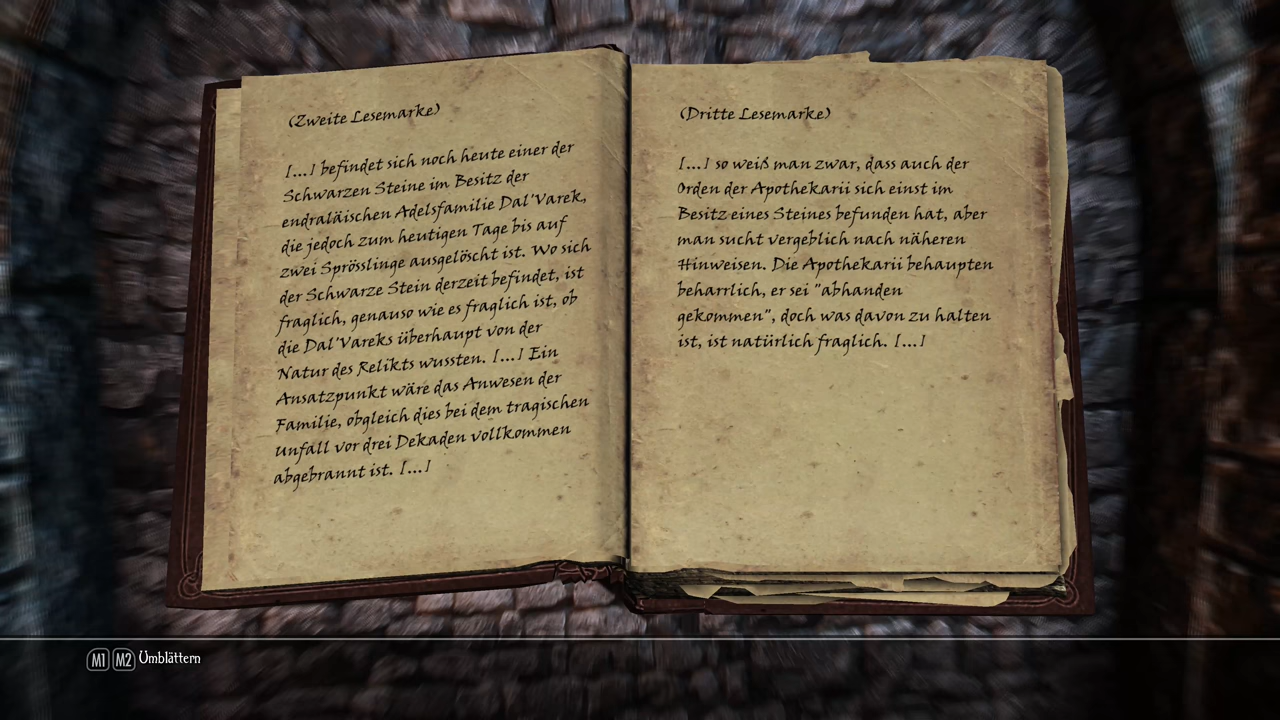 (Zweite Lesemarke)
[...] befindet sich noch heute einer der
Schwarzen Steine im Besitz der
endraläischen Adelsfamilie Dal'Varek,
die jedoch zum heutigen Tage bis auf
zwei Sprösslinge ausgelöscht ist. Wo sich
der Schwarze Stein derzeit befindet, ist
fraglich, genauso wie es fraglich ist, ob
die Dal'Vareks überhaupt von der
Natur des Relikts wussten. [...] Ein
Ansatzpunkt wäre das Anwesen der
Familie, obgleich dies bei dem tragischen
Unfall vor drei Dekaden vollkommen
abgebrannt ist. [...]
(Dritte Lesemarke)
[...] so weiß man zwar, dass auch der
Orden der Apothekarii sich einst im
Besitz eines Steines befunden hat, aber
man sucht vergeblich nach näheren
Hinweisen. Die Apothekarii behaupten
beharrlich, er sei "abhanden
gekommen", doch was davon zu halten
ist, ist natürlich fraglich. [...]
M1 M2 Umblättern